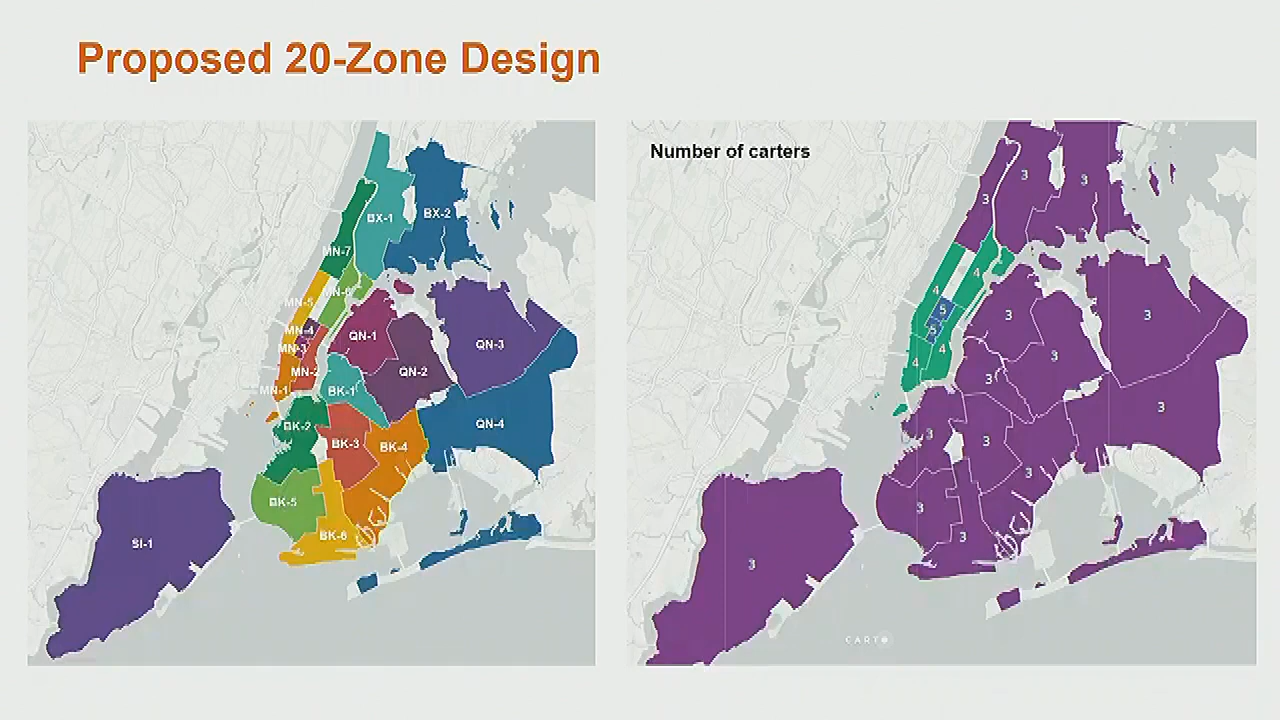 Proposed 20-Zone Design
BX-1
BX-2
MN-7
MN-6
MN-5
MN-4
MN-3
MN-2
MN-1
QN-1
QN-2
QN-3
QN-4
BK-1
BK-2
BK-3
BK-4
BK-5
BK-6
SI-1
Number of carters
3
3
3
4
4
5
5
4
4
3
3
3
3
3
3
3
3
3
3
3
CARTO